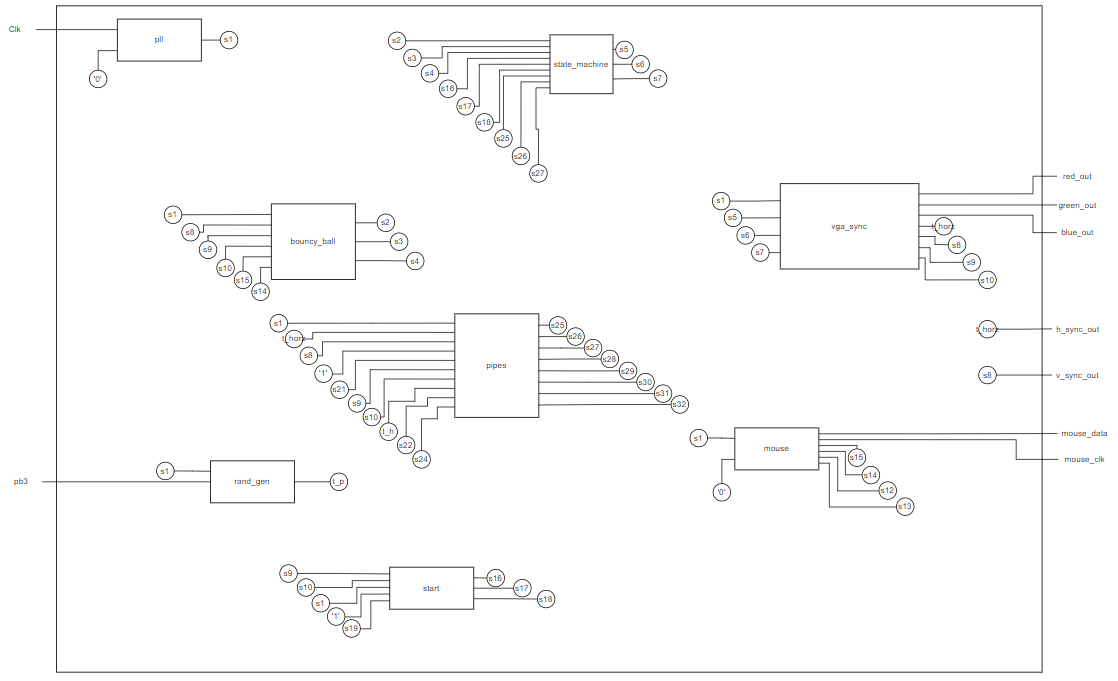 Clk
pll
s1
'0'
s2
s3
s4
s16
s17
s18
s25
s26
s27
state_machine
s5
s6
s7
s1
s8
s9
s10
s15
s14
bouncy_ball
s2
s3
s4
s1
s5
s6
s7
vga_sync
red_out
green_out
blue_out
t_horz
s8
s9
s10
s1
t_horz
s8
'1'
s21
s9
s10
t_h
s22
s24
pipes
s25
s26
s27
s28
s29
s30
s31
s32
t_horz
h_sync_out
s8
v_sync_out
s1
'0'
mouse
mouse_data
mouse_clk
s15
s14
s12
s13
pb3
s1
rand_gen
t_p
s9
s10
s1
'1'
s19
start
s16
s17
s18